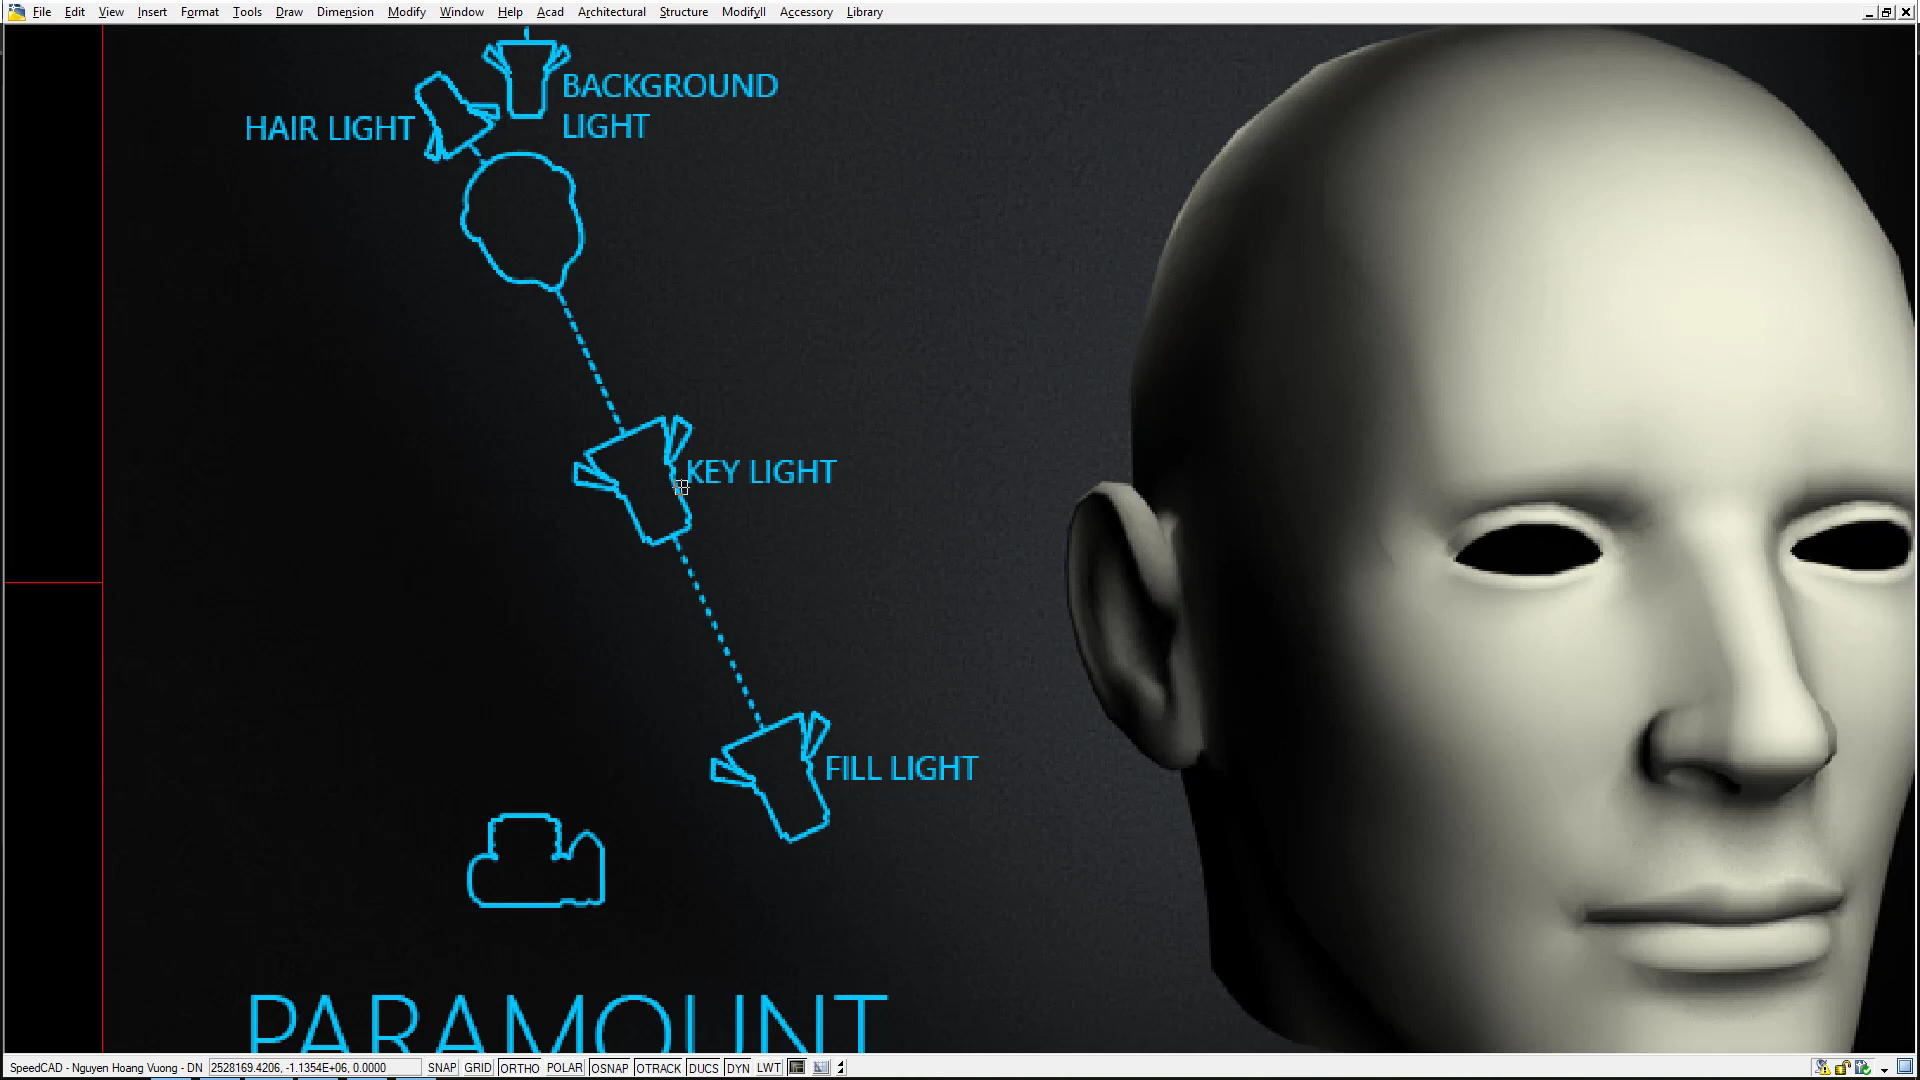 File Edit View Insert Format Tools Draw Dimension Modify Window Help Acad Architectural Structure ModifyII Accessory Library
BACKGROUND
LIGHT
HAIR LIGHT
KEY LIGHT
FILL LIGHT
PARAMOUNT
SpeedCAD - Nguyen Hoang Vuong - DN 2528169.4206, -1.1354E+06, 0.0000 SNAP GRID ORTHO POLAR OSNAP OTRACK DUCS DYN LWT